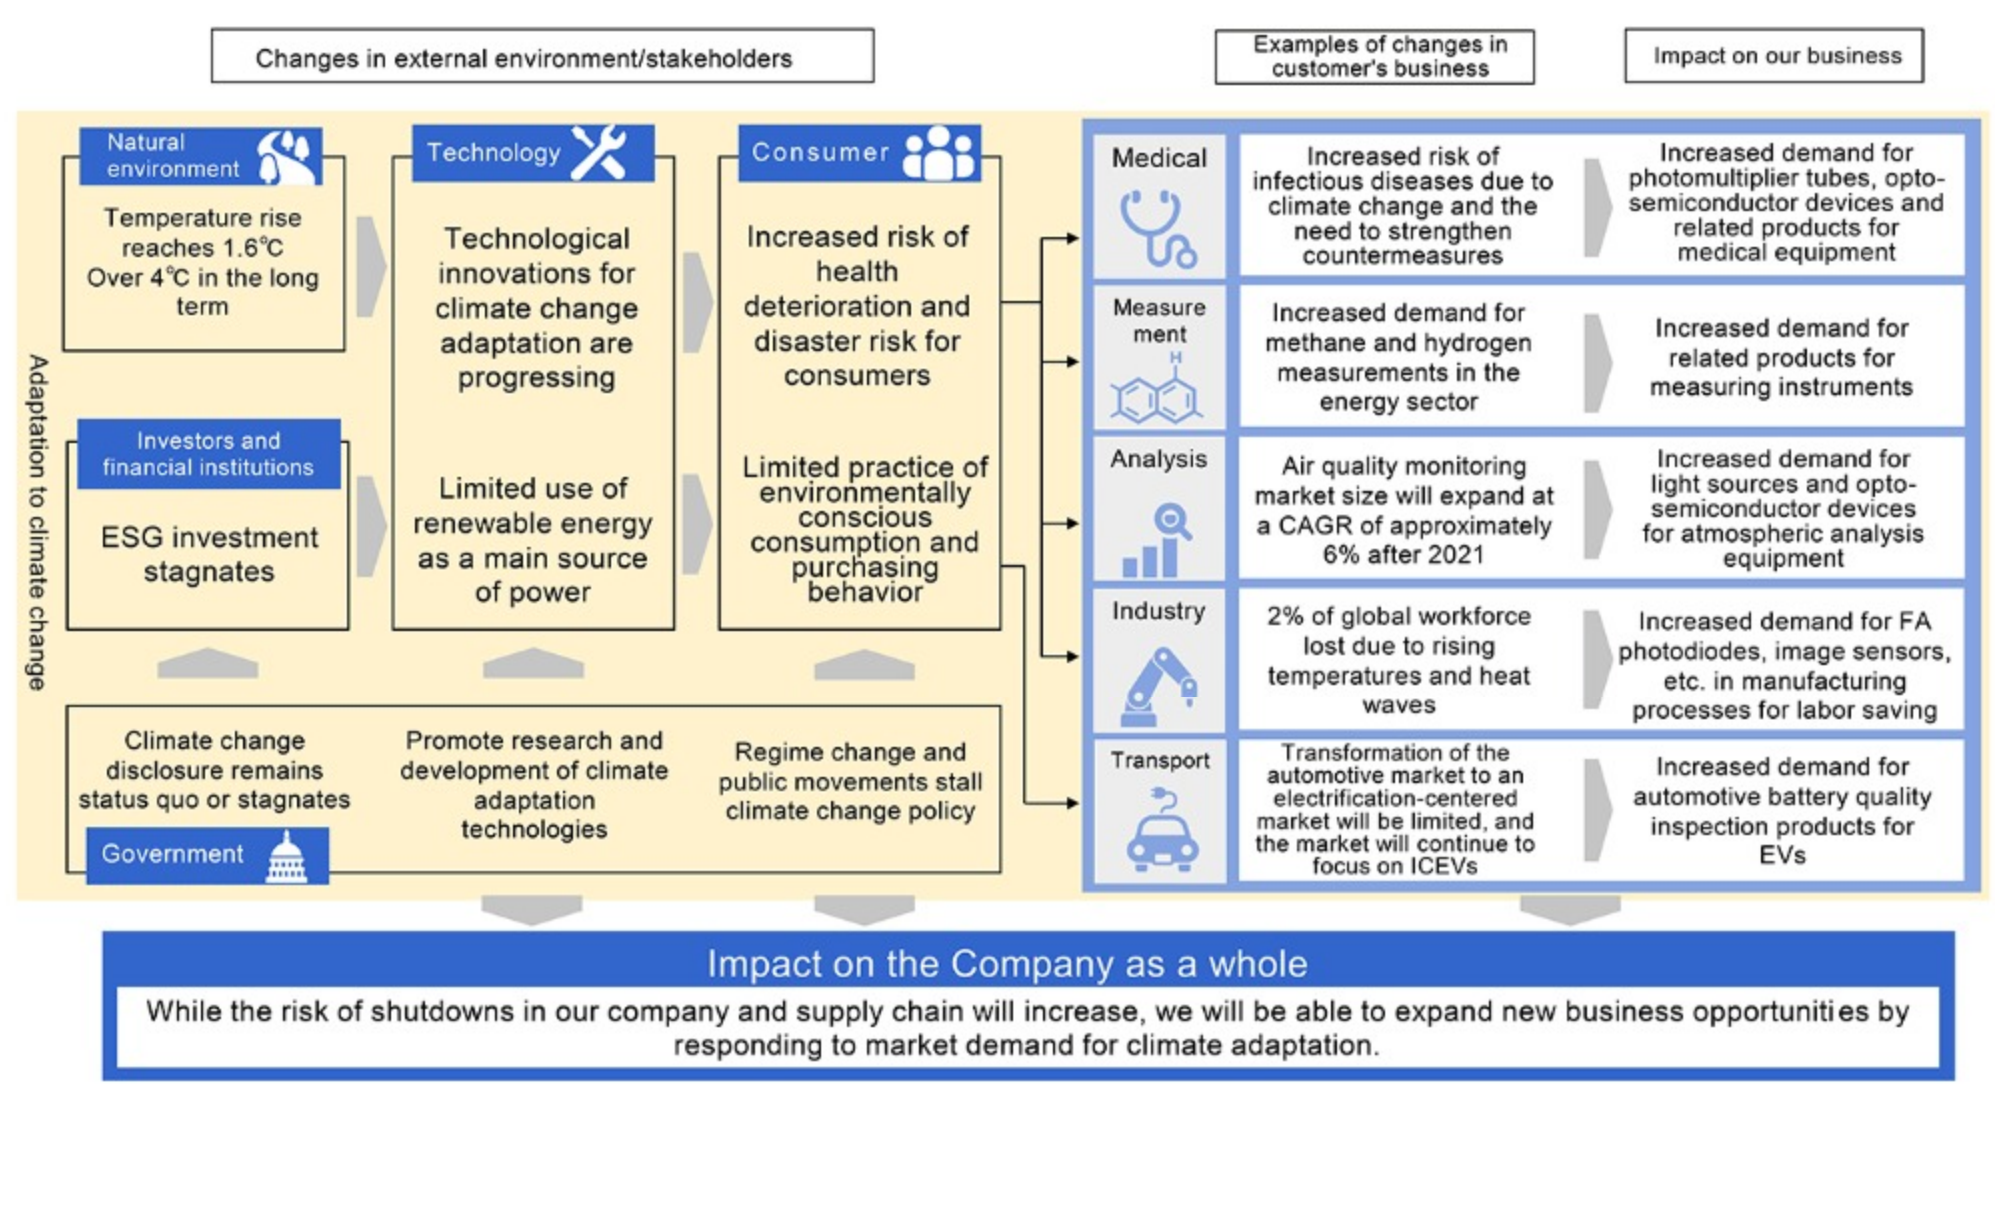 Changes in external environment/stakeholders
Examples of changes in
customer's business
Impact on our business
Adaptation to climate change
Natural
environment
Temperature rise
reaches 1.6℃
Over 4℃ in the long
term
Investors and
financial institutions
ESG investment
stagnates
Technology
Technological
innovations for
climate change
adaptation are
progressing
Limited use of
renewable energy
as a main source
of power
Consumer
Increased risk of
health
deterioration and
disaster risk for
consumers
Limited practice of
environmentally
conscious
consumption and
purchasing
behavior
Climate change
disclosure remains
status quo or stagnates
Government
Promote research and
development of climate
adaptation
technologies
Regime change and
public movements stall
climate change policy
Medical
Increased risk of
infectious diseases due to
climate change and the
need to strengthen
countermeasures
Increased demand for
photomultiplier tubes, opto-
semiconductor devices and
related products for
medical equipment
Measure
ment
H
Increased demand for
methane and hydrogen
measurements in the
energy sector
Increased demand for
related products for
measuring instruments
Analysis
Air quality monitoring
market size will expand at
a CAGR of approximately
6% after 2021
Increased demand for
light sources and opto-
semiconductor devices
for atmospheric analysis
equipment
Industry
2% of global workforce
lost due to rising
temperatures and heat
waves
Increased demand for FA
photodiodes, image sensors,
etc. in manufacturing
processes for labor saving
Transport
Transformation of the
automotive market to an
electrification-centered
market will be limited, and
the market will continue to
focus on ICEVs
Increased demand for
automotive battery quality
inspection products for
EVs
Impact on the Company as a whole
While the risk of shutdowns in our company and supply chain will increase, we will be able to expand new business opportunities by
responding to market demand for climate adaptation.